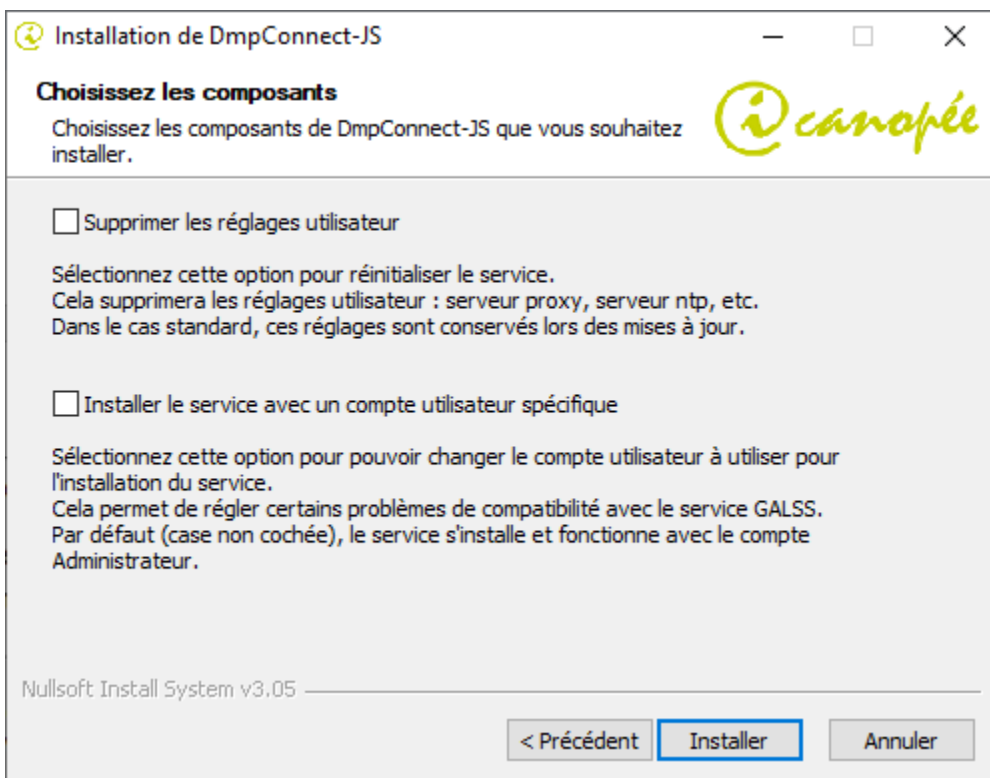 Installation de DmpConnect-JS
Choisissez les composants
Choisissez les composants de DmpConnect-JS que vous souhaitez
installer.
i canopée
Supprimer les réglages utilisateur
Sélectionnez cette option pour réinitialiser le service.
Cela supprimera les réglages utilisateur : serveur proxy, serveur ntp, etc.
Dans le cas standard, ces réglages sont conservés lors des mises à jour.
Installer le service avec un compte utilisateur spécifique
Sélectionnez cette option pour pouvoir changer le compte utilisateur à utiliser pour
l'installation du service.
Cela permet de régler certains problèmes de compatibilité avec le service GALSS.
Par défaut (case non cochée), le service s'installe et fonctionne avec le compte
Administrateur.
Nullsoft Install System v3.05
< Précédent Installer Annuler